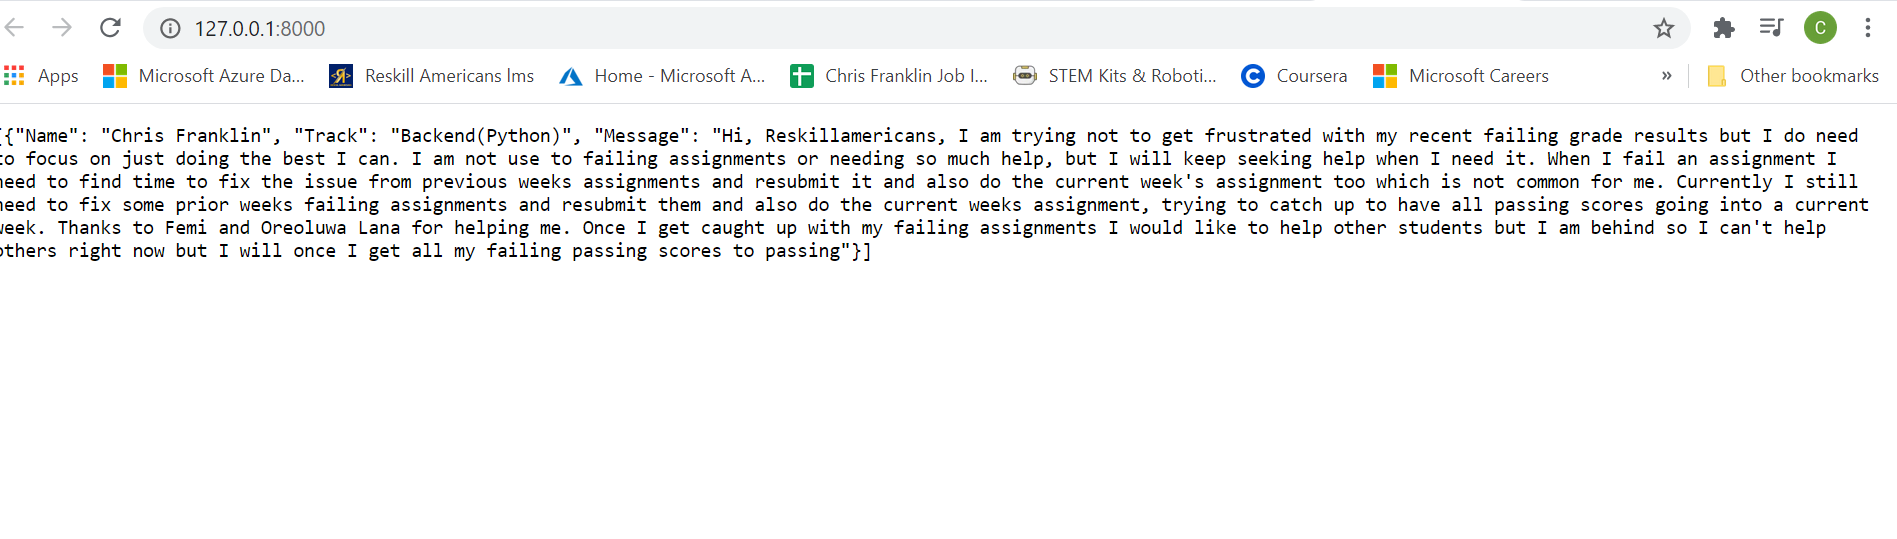 127.0.0.1:8000
C
Apps Microsoft Azure Da... Reskill Americans lms Home - Microsoft A... Chris Franklin Job I... STEM Kits & Roboti... Coursera Microsoft Careers » Other bookmarks
[{"Name": "Chris Franklin", "Track": "Backend(Python)", "Message": "Hi, Reskillamericans, I am trying not to get frustrated with my recent failing grade results but I do need
to focus on just doing the best I can. I am not use to failing assignments or needing so much help, but I will keep seeking help when I need it. When I fail an assignment I
need to find time to fix the issue from previous weeks assignments and resubmit it and also do the current week's assignment too which is not common for me. Currently I still
need to fix some prior weeks failing assignments and resubmit them and also do the current weeks assignment, trying to catch up to have all passing scores going into a current
week. Thanks to Femi and Oreoluwa Lana for helping me. Once I get caught up with my failing assignments I would like to help other students but I am behind so I can't help
others right now but I will once I get all my failing passing scores to passing"}]